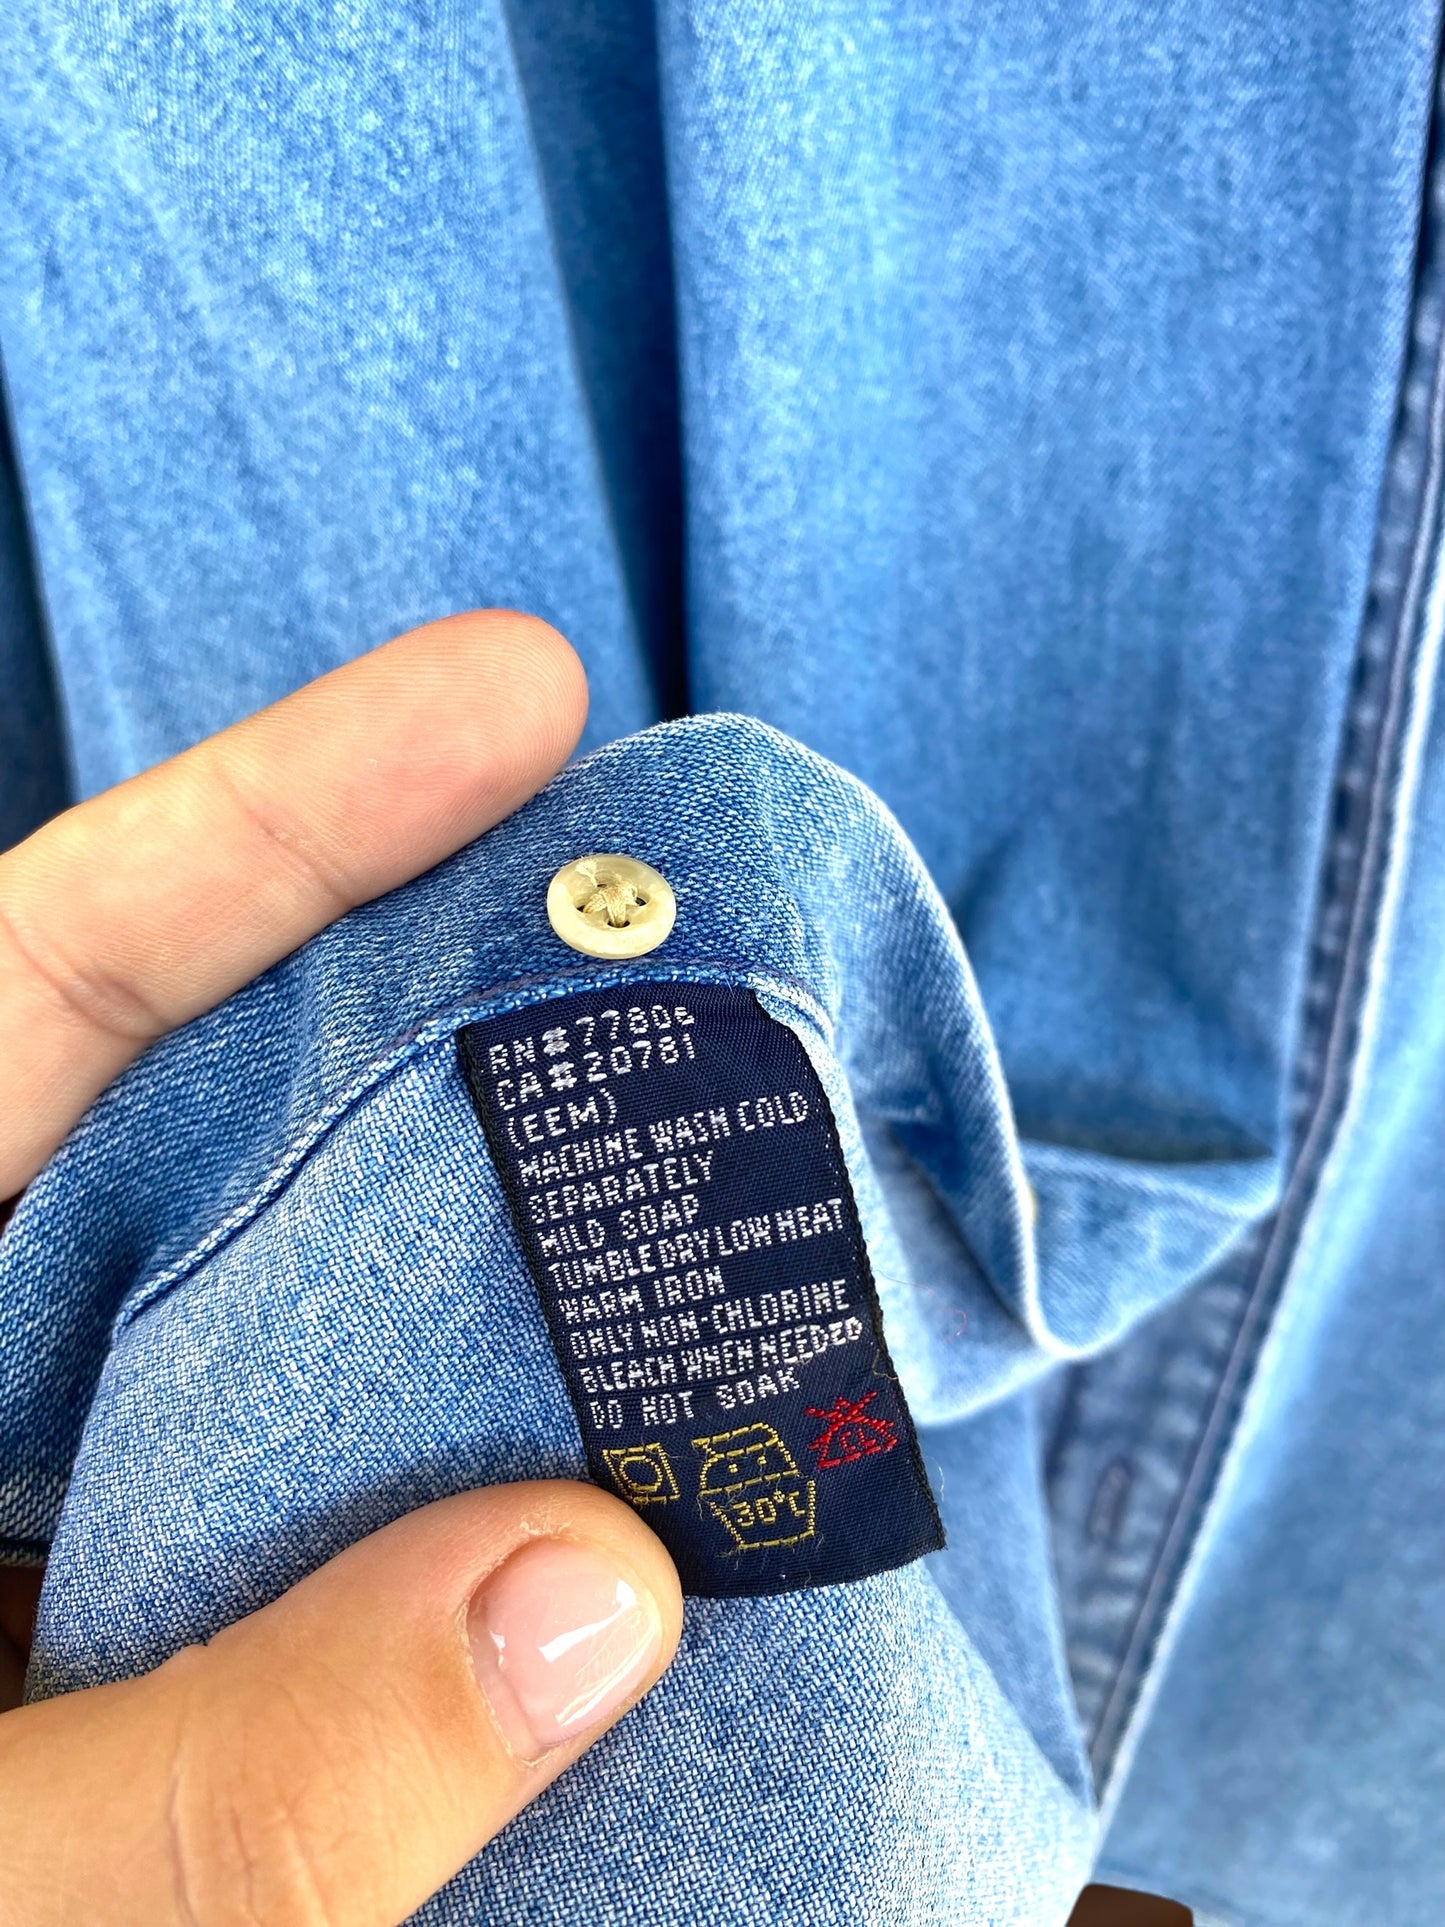 RN#77806
CA#20781
(EEM)
MACHINE WASH COLD
SEPARATELY
MILD SOAP
TUMBLE DRY LOW HEAT
WARM IRON
ONLY NON-CHLORINE
BLEACH WHEN NEEDED
DO NOT SOAK
CL
30°C